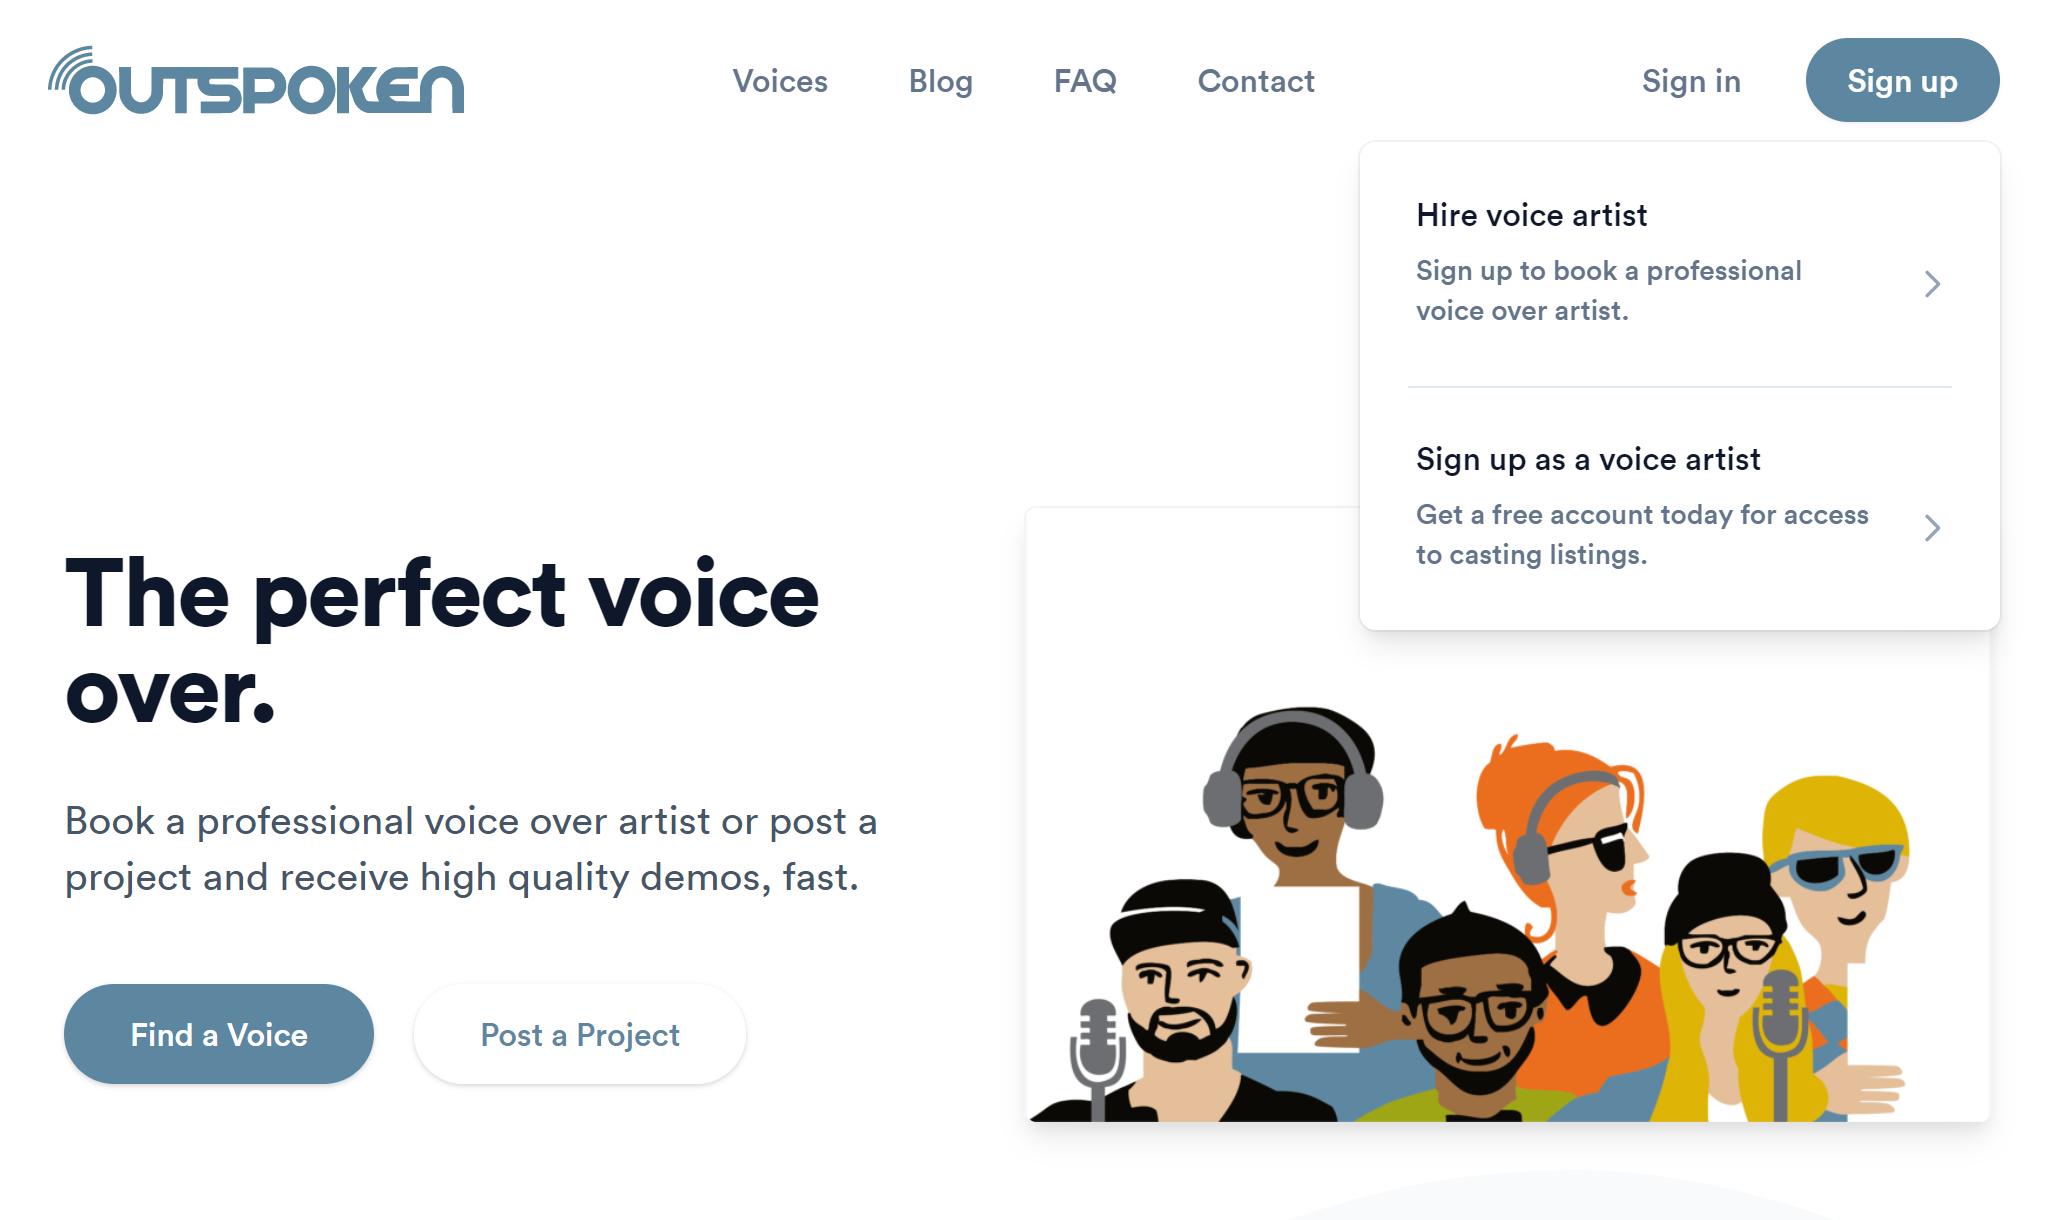 OUTSPOKEN
Voices
Blog
FAQ
Contact
Sign in
Sign up
Hire voice artist
Sign up to book a professional
voice over artist.
Sign up as a voice artist
Get a free account today for access
to casting listings.
The perfect voice
over.
Book a professional voice over artist or post a
project and receive high quality demos, fast.
Find a Voice
Post a Project